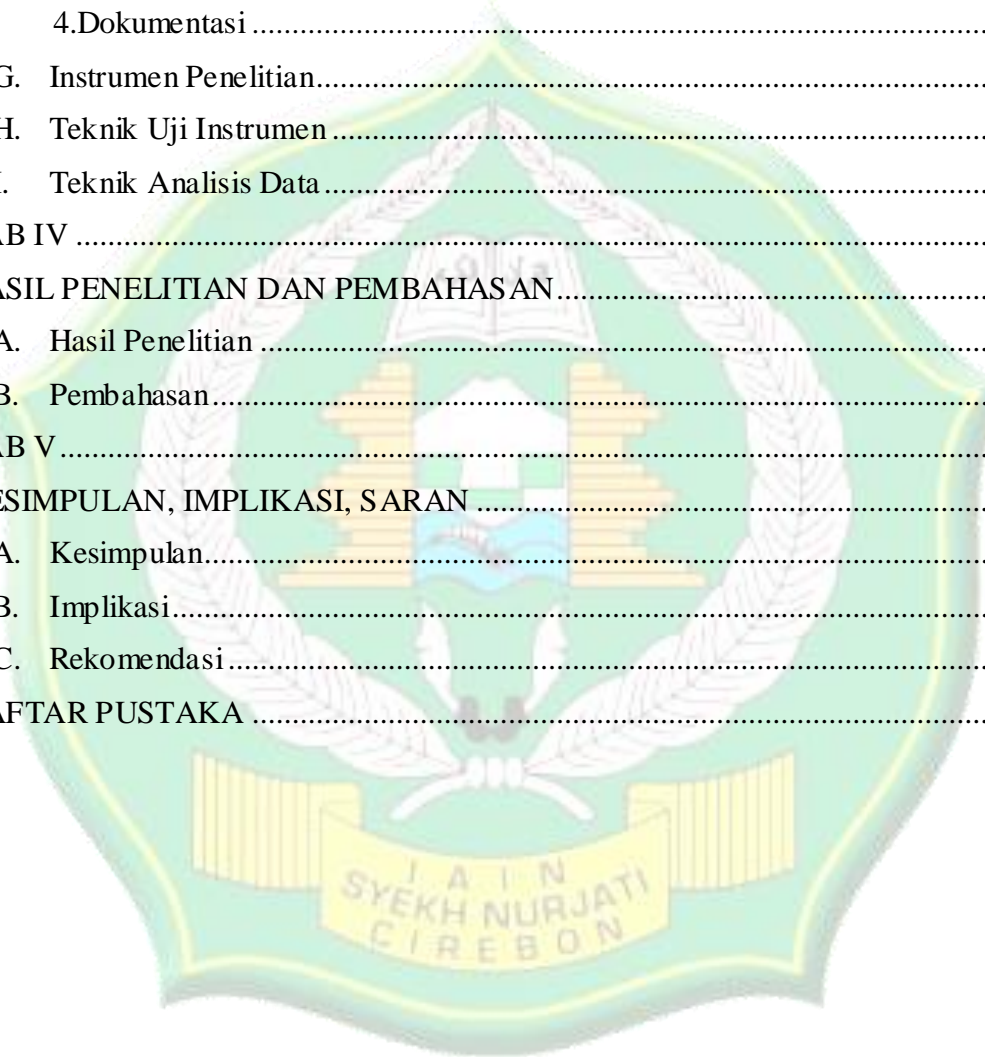 4.Dokumentasi ........................................................................................
G. Instrumen Penelitian........................................................................................
H. Teknik Uji Instrumen ........................................................................................
I. Teknik Analisis Data ........................................................................................
AB IV ........................................................................................
ASIL PENELITIAN DAN PEMBAHASAN........................................................................................
A. Hasil Penelitian ........................................................................................
B. Pembahasan........................................................................................
AB V........................................................................................
ESIMPULAN, IMPLIKASI, SARAN ........................................................................................
A. Kesimpulan........................................................................................
B. Implikasi........................................................................................
C. Rekomendasi ........................................................................................
AFTAR PUSTAKA ........................................................................................
IAIN
SYEKH NURJATI
CIREBON